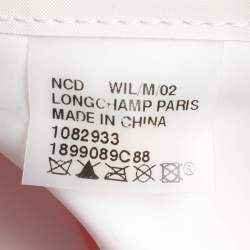 NCD WIL/M/02
LONGCHAMP PARIS
MADE IN CHINA
1082933
1899089C88